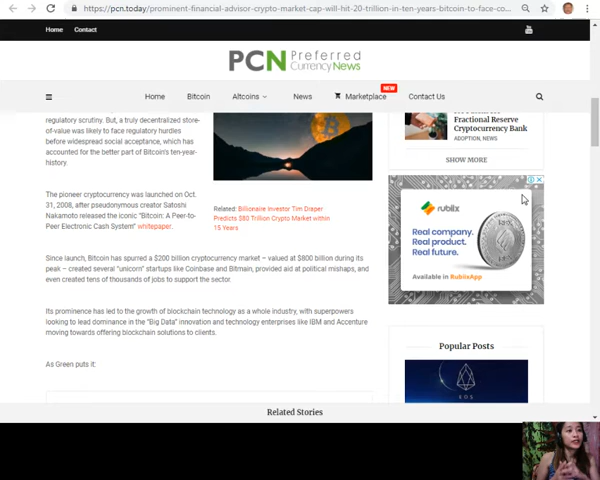 https://pcn.today/prominent-financial-advisor-crypto-market-cap-will-hit-20-trillion-in-ten-years-bitcoin-to-face-co...
Home Contact
PCN Preferred
Currency News
NEW
Home Bitcoin Altcoins News Marketplace Contact Us
regulatory scrutiny. But, a truly decentralized store-
of-value was likely to face regulatory hurdles
before widespread social acceptance, which has
accounted for the better part of Bitcoin's ten-year-
history.
The pioneer cryptocurrency was launched on Oct.
31, 2008, after pseudonymous creator Satoshi
Nakamoto released the iconic "Bitcoin: A Peer-to-
Peer Electronic Cash System" whitepaper.
Related: Billionaire Investor Tim Draper
Predicts $80 Trillion Crypto Market within
15 Years
Since launch, Bitcoin has spurred a $200 billion cryptocurrency market – valued at $800 billion during its
peak – created several "unicorn" startups like Coinbase and Bitmain, provided aid at political mishaps, and
even created tens of thousands of jobs to support the sector.
Its prominence has led to the growth of blockchain technology as a whole industry, with superpowers
looking to lead dominance in the "Big Data" innovation and technology enterprises like IBM and Accenture
moving towards offering blockchain solutions to clients.
As Green puts it:
Fractional Reserve
Cryptocurrency Bank
ADOPTION, NEWS
SHOW MORE
rubiix
Real company.
Real product.
Real future.
Available in RubiixApp
Popular Posts
EOS
Related Stories